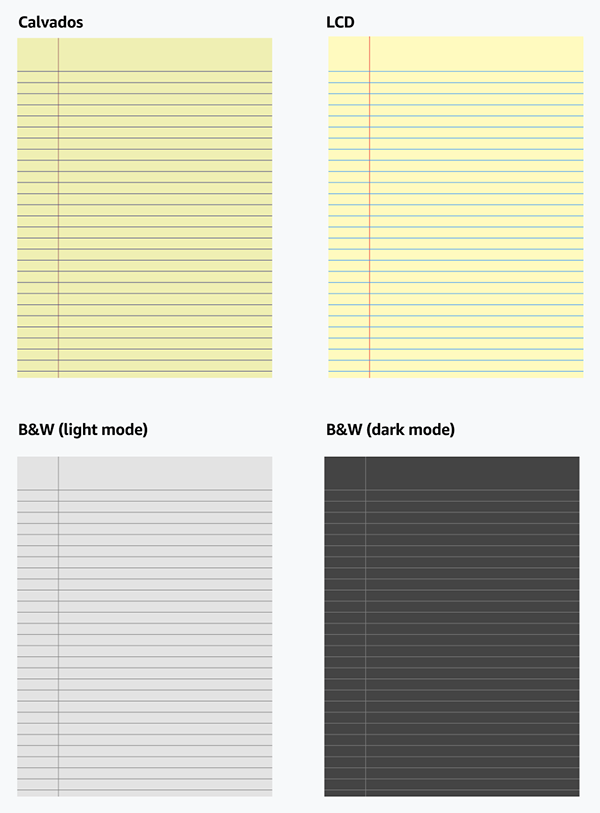 Calvados
LCD
B&W (light mode)
B&W (dark mode)